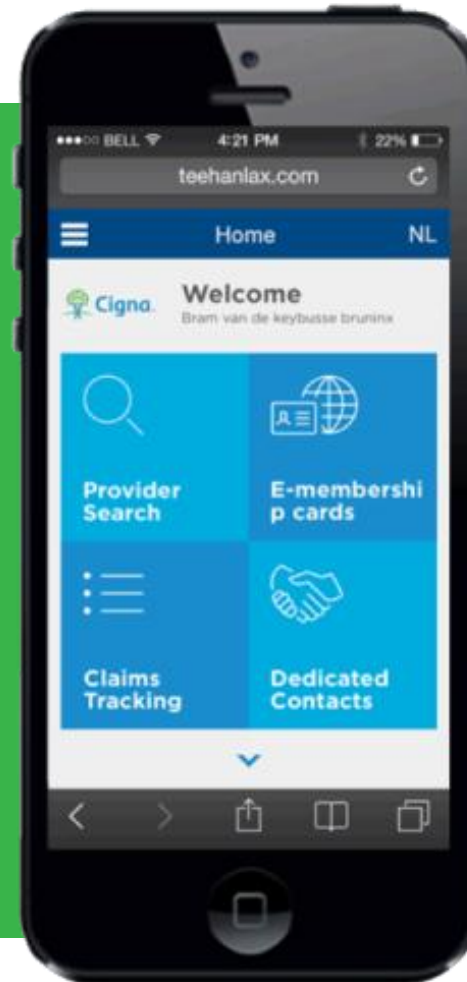 BELL 4:21 PM 22%
teehanlax.com
Home NL
Cigna. Welcome
Bram van de keybusse bruninx
Provider
Search
E-membershi
p cards
Claims
Tracking
Dedicated
Contacts